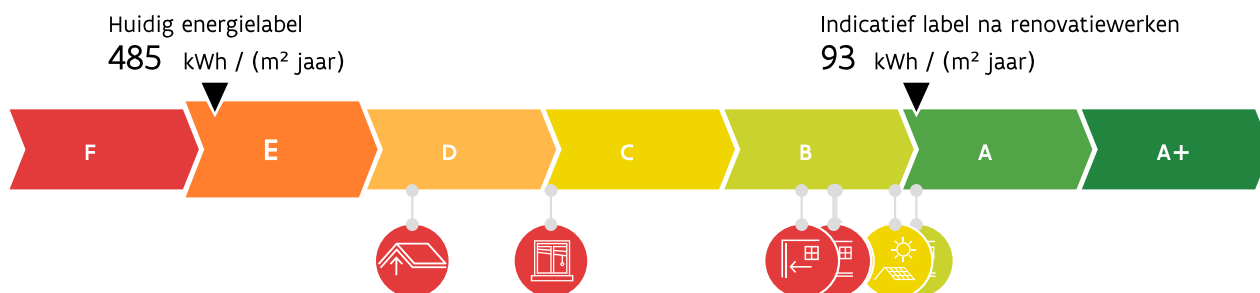 Huidig energielabel
485 kWh / (m² jaar)
Indicatief label na renovatiewerken
93 kWh / (m² jaar)
F E D C B A A+